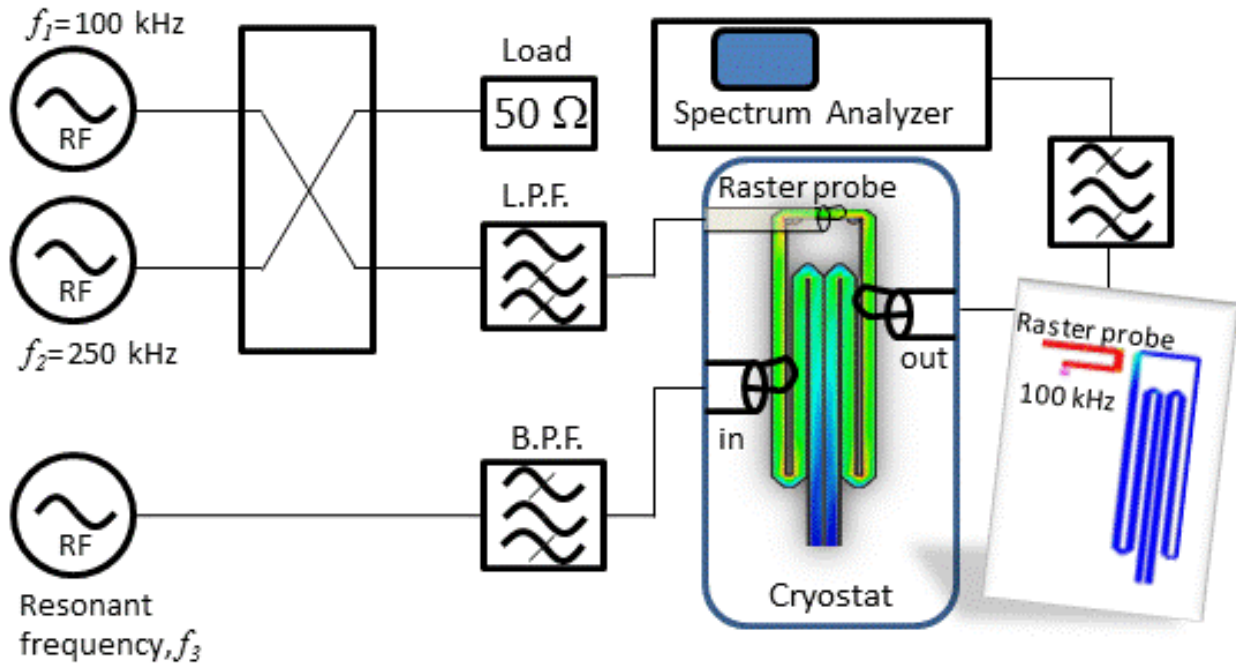 f1=100 kHz
RF
Load
50 Ω
Spectrum Analyzer
RF
f2=250 kHz
L.P.F.
Raster probe
out
in
Raster probe
100 kHz
B.P.F.
RF
Resonant
frequency,f3
Cryostat